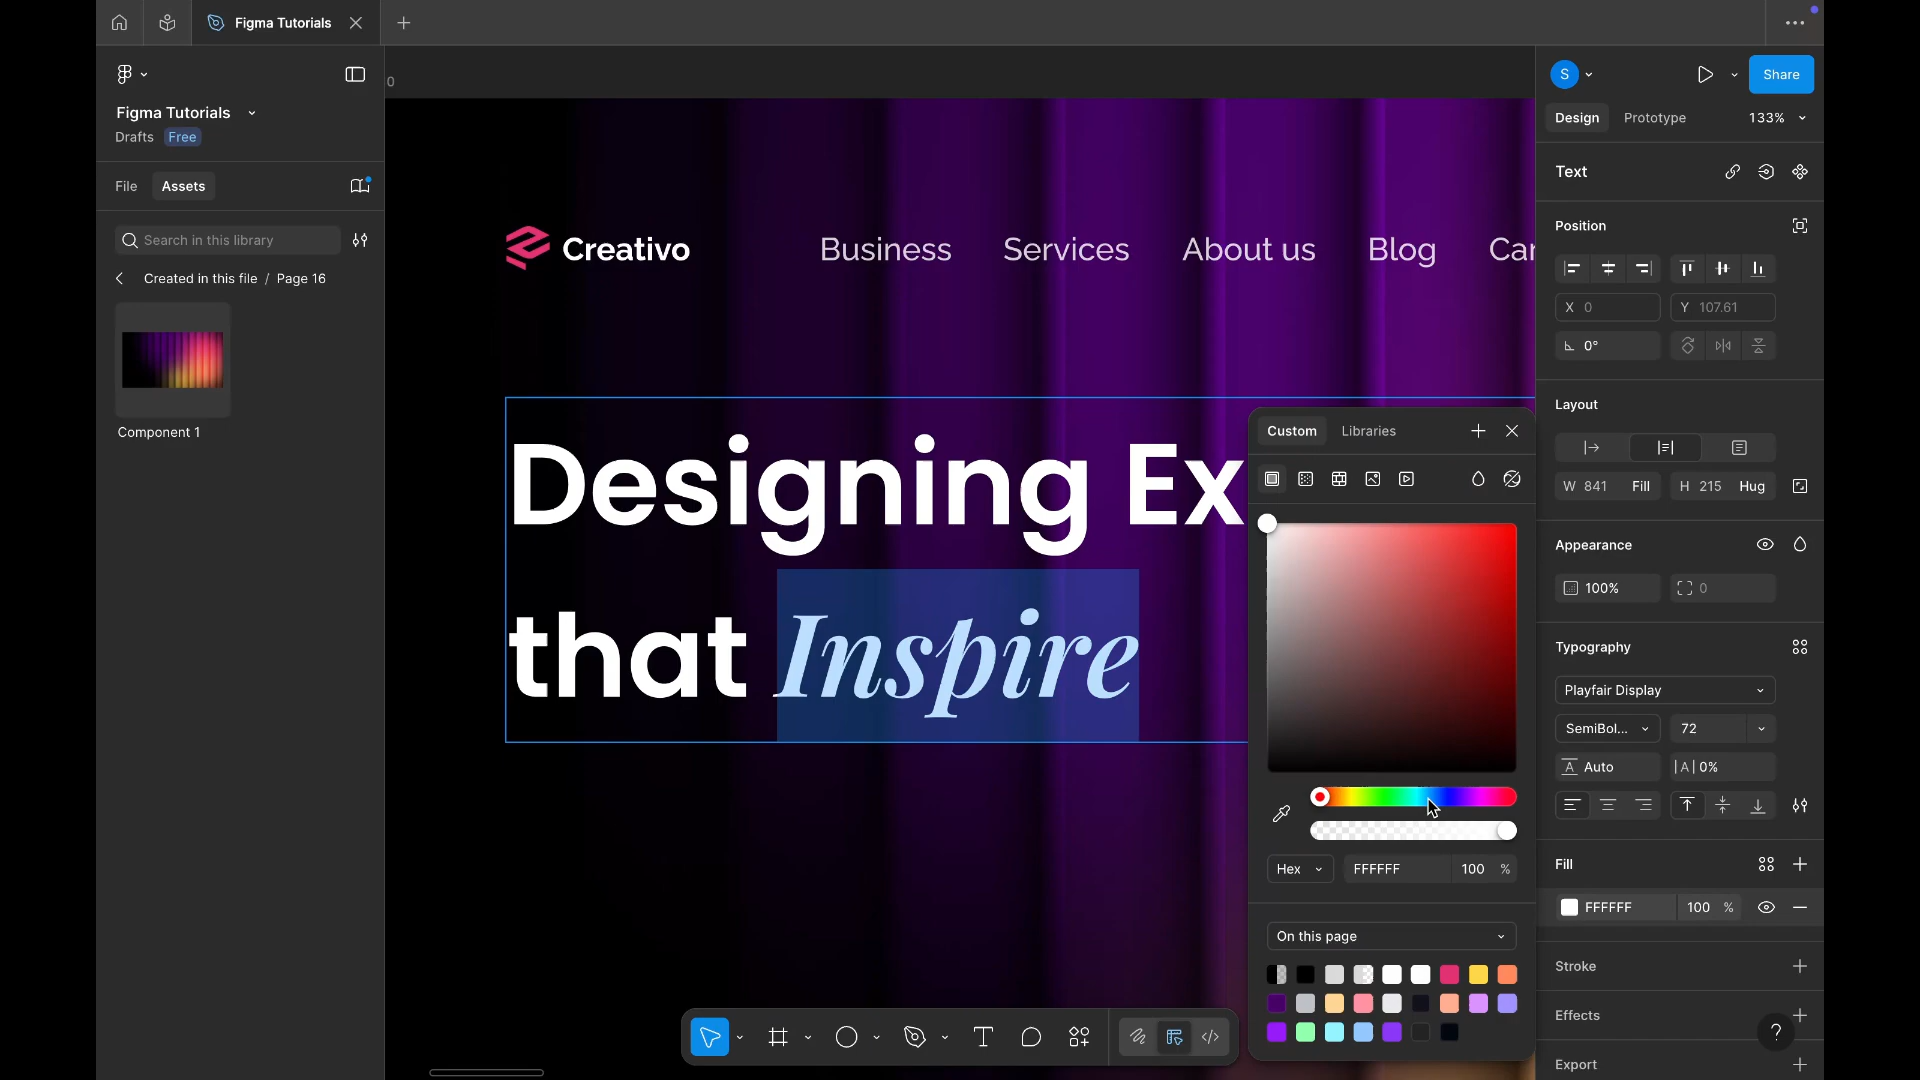 Figma Tutorials
0
S
Share
Figma Tutorials
Drafts Free
Design Prototype 133%
File Assets
Text
Search in this library
Created in this file / Page 16
Component 1
Position
X 0 Y 107.61
0°
Layout
W 841 Fill H 215 Hug
Appearance
100% 0
Typography
Playfair Display
SemiBol... 72
A Auto |A| 0%
Fill
FFFFFF 100 %
Stroke
Effects
Export
?
Creativo Business Services About us Blog Car
Designing Ex
that Inspire
Custom Libraries
Hex FFFFFF 100 %
On this page